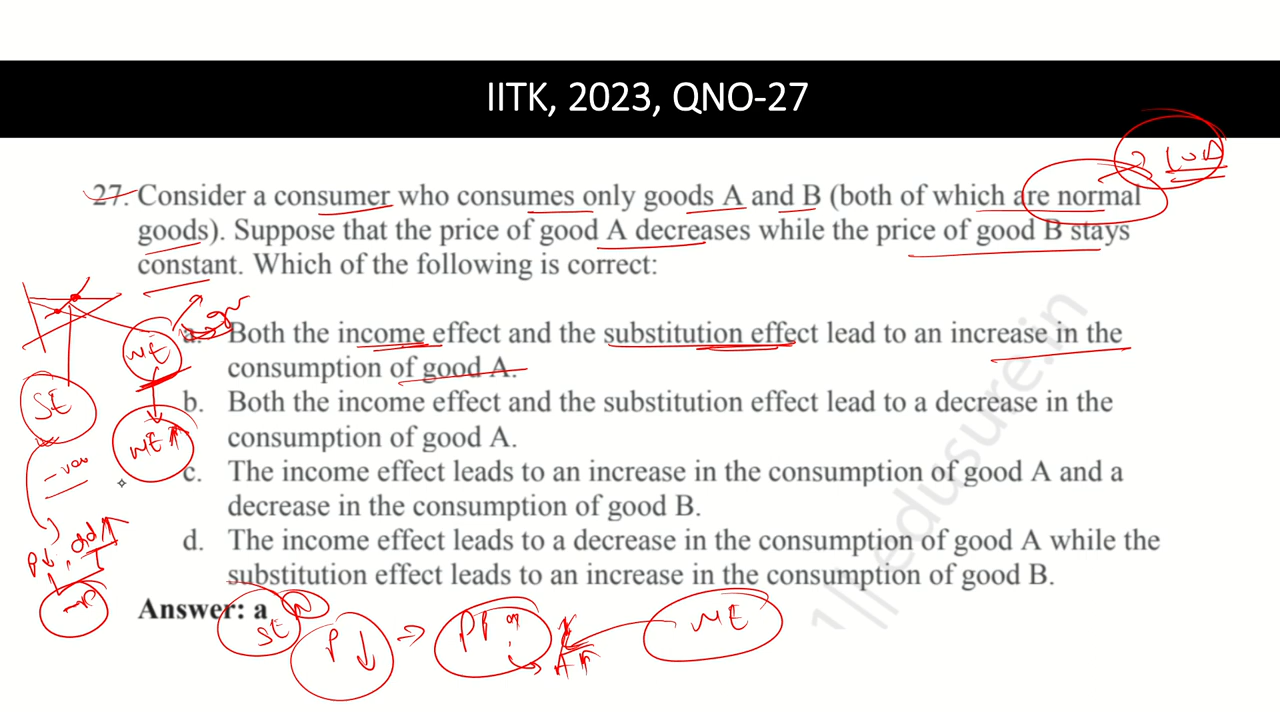 IITK, 2023, QNO-27
27. Consider a consumer who consumes only goods A and B (both of which are normal
goods). Suppose that the price of good A decreases while the price of good B stays
constant. Which of the following is correct:
a. Both the income effect and the substitution effect lead to an increase in the
consumption of good A.
b. Both the income effect and the substitution effect lead to a decrease in the
consumption of good A.
c. The income effect leads to an increase in the consumption of good A and a
decrease in the consumption of good B.
d. The income effect leads to a decrease in the consumption of good A while the
substitution effect leads to an increase in the consumption of good B.
Answer: a
SE
P↓
SE
P↓
edusure.in